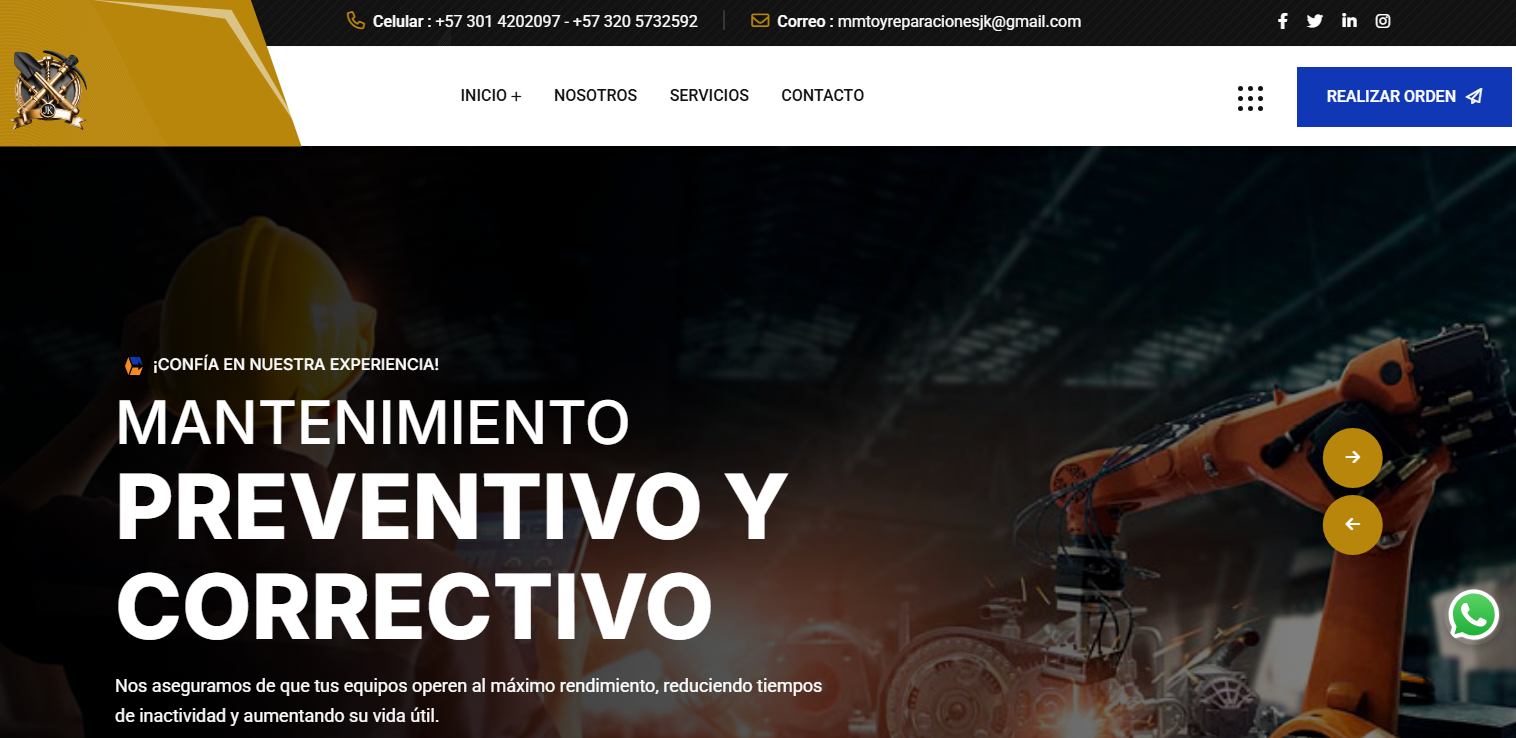 Celular : +57 301 4202097 - +57 320 5732592
Correo : mmtoyreparacionesjk@gmail.com
JK
INICIO +
NOSOTROS
SERVICIOS
CONTACTO
REALIZAR ORDEN
¡CONFÍA EN NUESTRA EXPERIENCIA!
MANTENIMIENTO
PREVENTIVO Y
CORRECTIVO
Nos aseguramos de que tus equipos operen al máximo rendimiento, reduciendo tiempos
de inactividad y aumentando su vida útil.